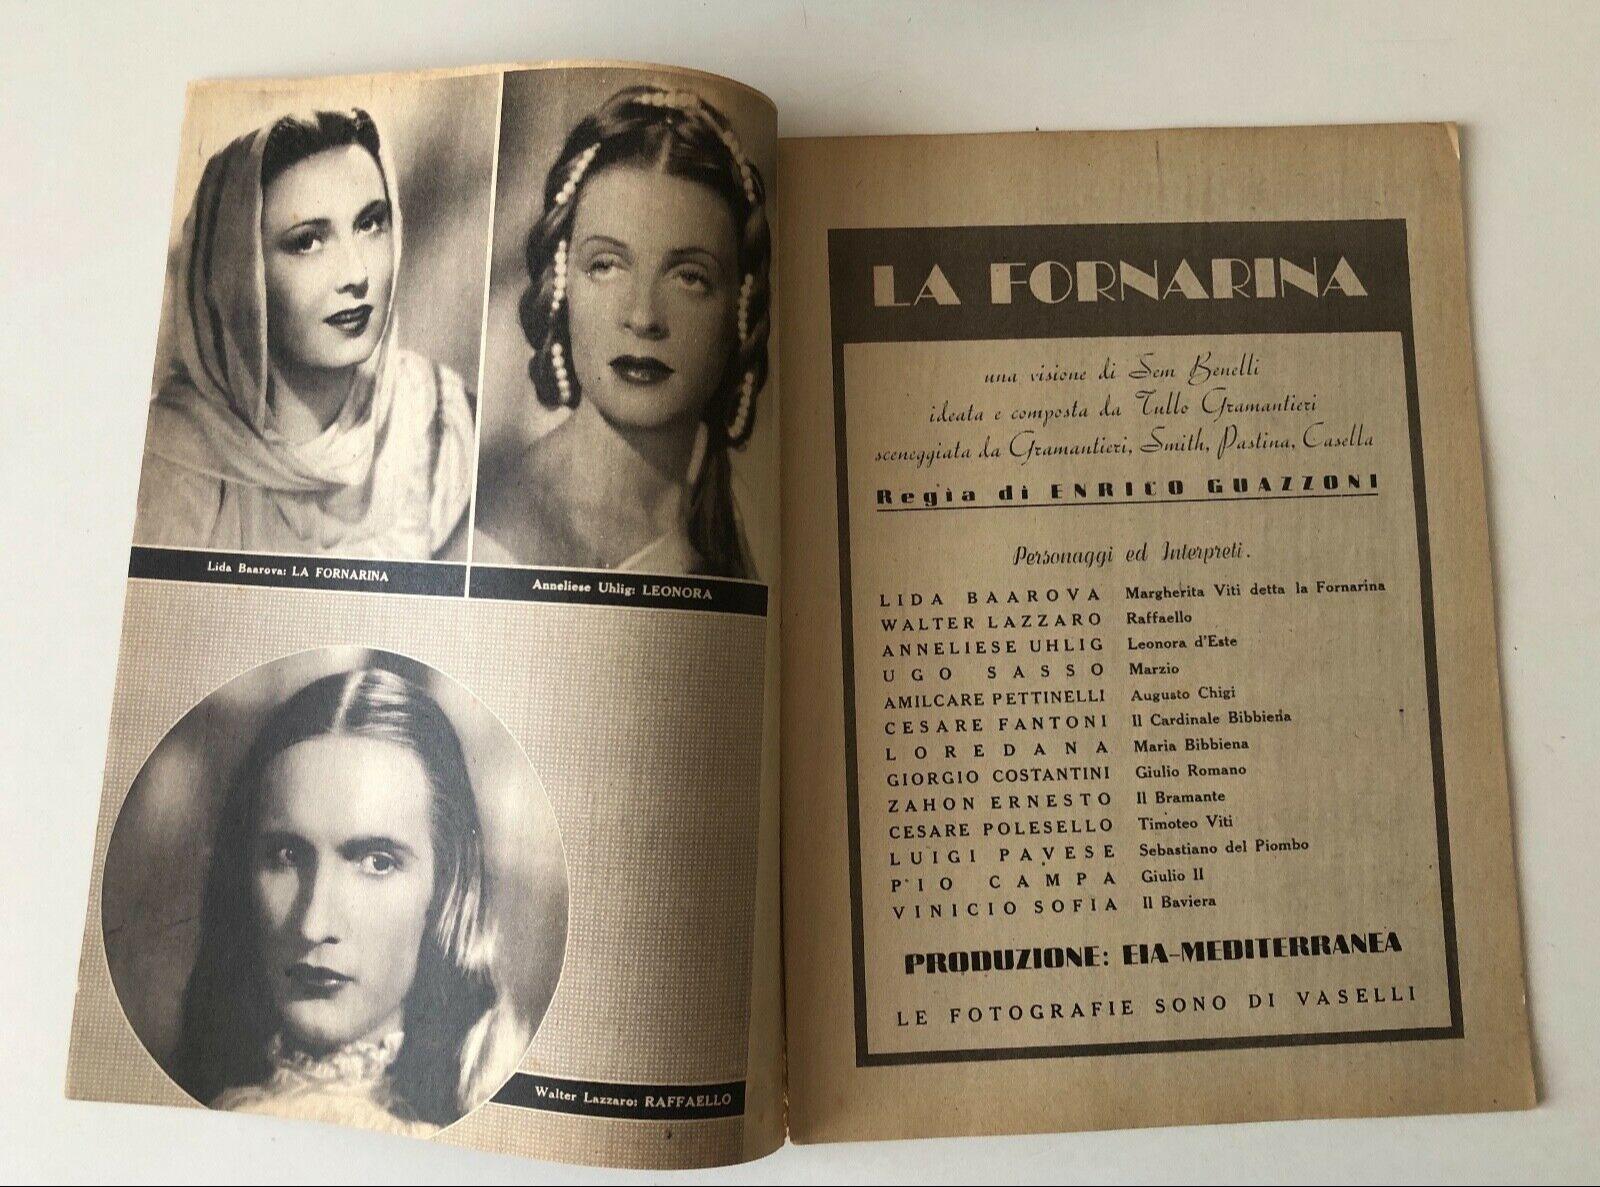 Lida Baarova: LA FORNARINA
Anneliese Uhlig: LEONORA
Walter Lazzaro: RAFFAELLO
LA FORNARINA
una visione di Sem Benelli
ideata e composta da Tullo Gramantieri
sceneggiata da Gramantieri, Smith, Pastina, Casella
Regia di ENRICO GUAZZONI
Personaggi ed Interpreti.
LIDA BAAROVA Margherita Viti detta la Fornarina
WALTER LAZZARO Raffaello
ANNELIESE UHLIG Leonora d'Este
UGO SASSO Marzio
AMILCARE PETTINELLI Augusto Chigi
CESARE FANTONI Il Cardinale Bibbiena
LOREDANA Maria Bibbiena
GIORGIO COSTANTINI Giulio Romano
ZAHON ERNESTO Il Bramante
CESARE POLESELLO Timoteo Viti
LUIGI PAVESE Sebastiano del Piombo
PIO CAMPA Giulio II
VINICIO SOFIA Il Baviera
PRODUZIONE: EIA-MEDITERRANEA
LE FOTOGRAFIE SONO DI VASELLI